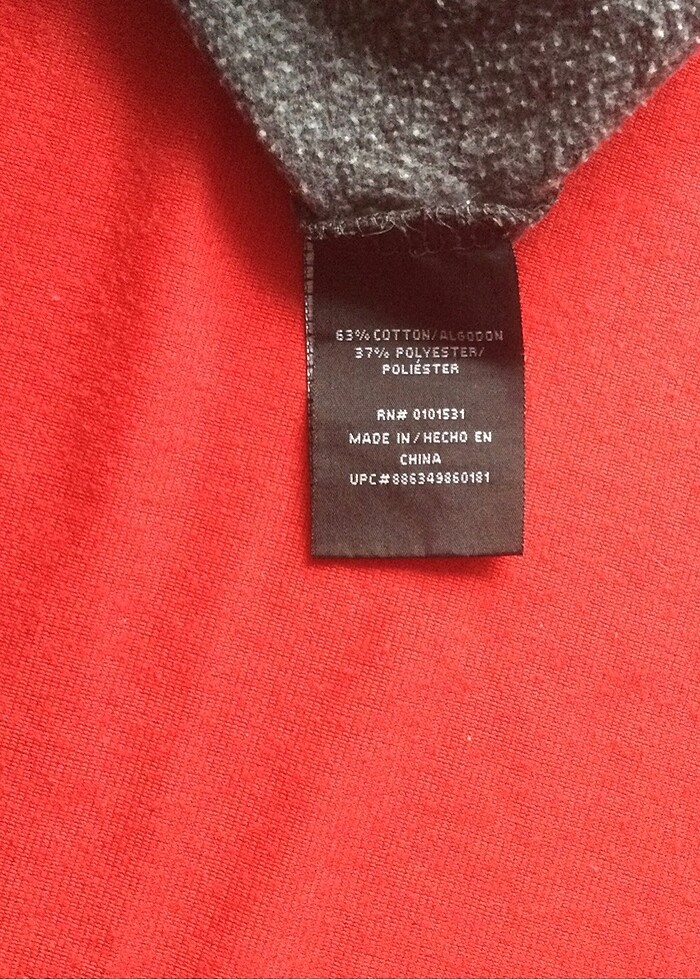 63% COTTON/ALGODON
37% POLYESTER/
POLIÉSTER
RN# 0101531
MADE IN/HECHO EN
CHINA
UPC#886349860181